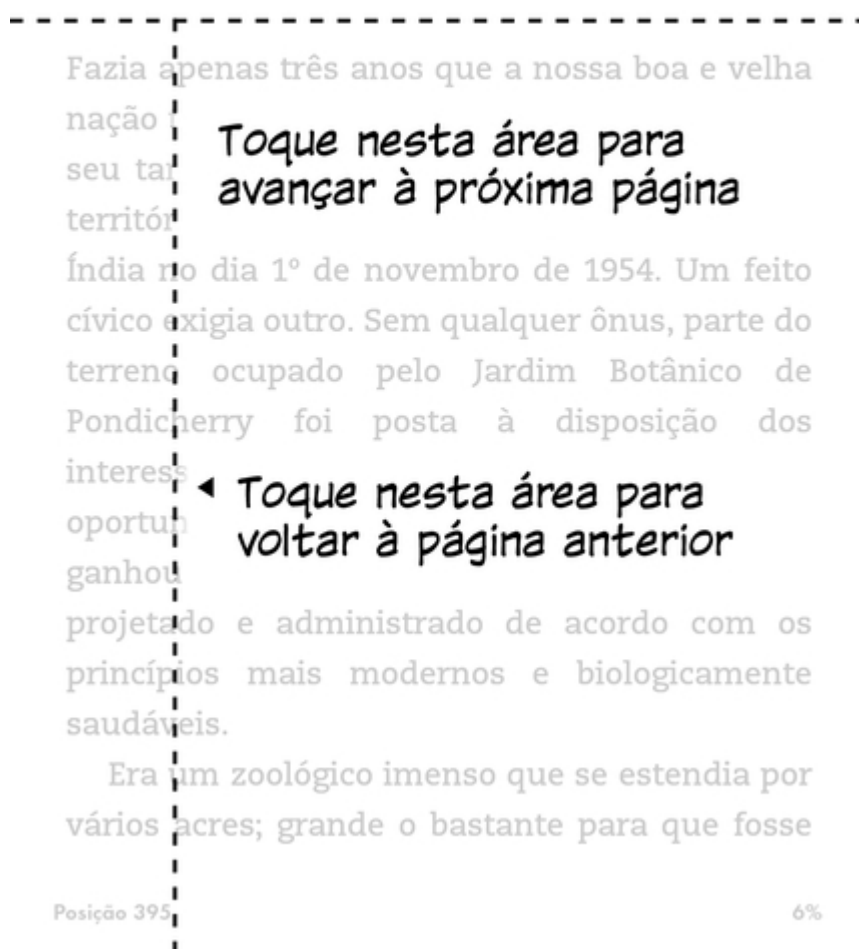 Fazia apenas três anos que a nossa boa e velha
nação
Toque nesta área para
seu
avançar à próxima página
Índia no dia 1º de novembro de 1954. Um feito
cívico exigia outro. Sem qualquer ônus, parte do
terreno ocupado pelo Jardim Botânico de
Pondicherry foi posta à disposição dos
Toque nesta área para
voltar à página anterior
ganhou
projetado e administrado de acordo com os
princípios mais modernos e biologicamente
saudáveis.
Era um zoológico imenso que se estendia por
vários acres; grande o bastante para que fosse
Posição 395
6%